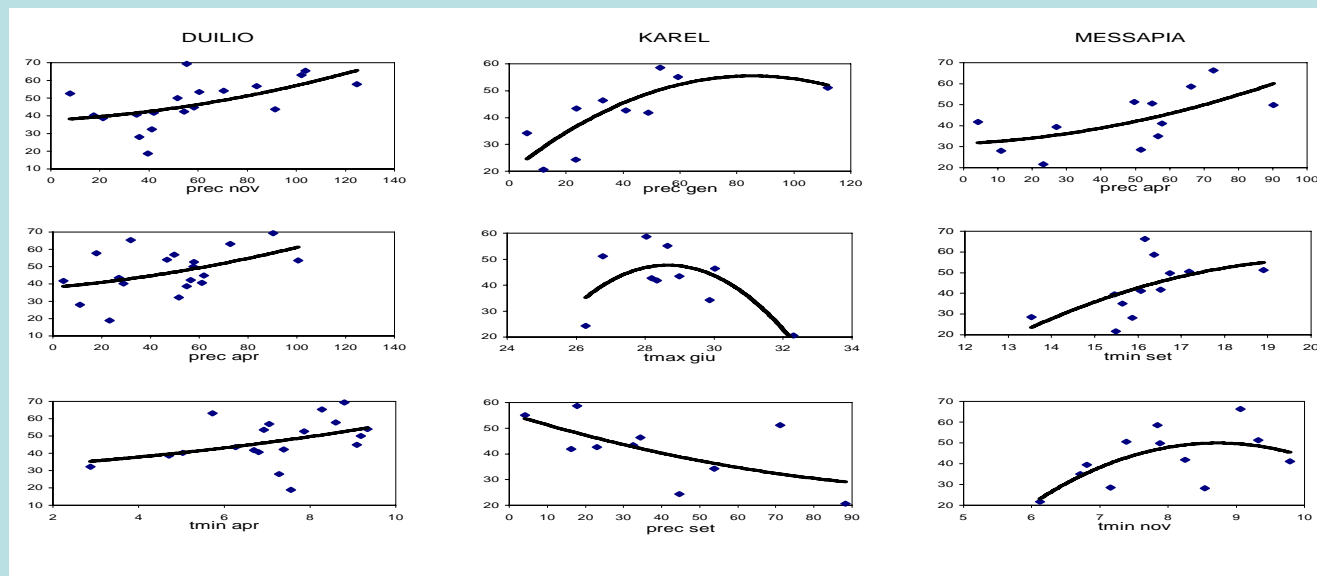 DUILIO
70
60
50
40
30
20
10
0 20 40 60 80 100 120 140
prec nov
70
60
50
40
30
20
10
0 20 40 60 80 100 120
prec apr
70
60
50
40
30
20
10
2 4 6 8 10
tmin apr
KAREL
60
50
40
30
20
0 20 40 60 80 100 120
prec gen
60
50
40
30
20
24 26 28 30 32 34
tmax giu
60
50
40
30
20
0 10 20 30 40 50 60 70 80 90
prec set
MESSAPIA
70
60
50
40
30
20
0 10 20 30 40 50 60 70 80 90 100
prec apr
70
60
50
40
30
20
12 13 14 15 16 17 18 19 20
tmin set
70
60
50
40
30
20
5 6 7 8 9 10
tmin nov